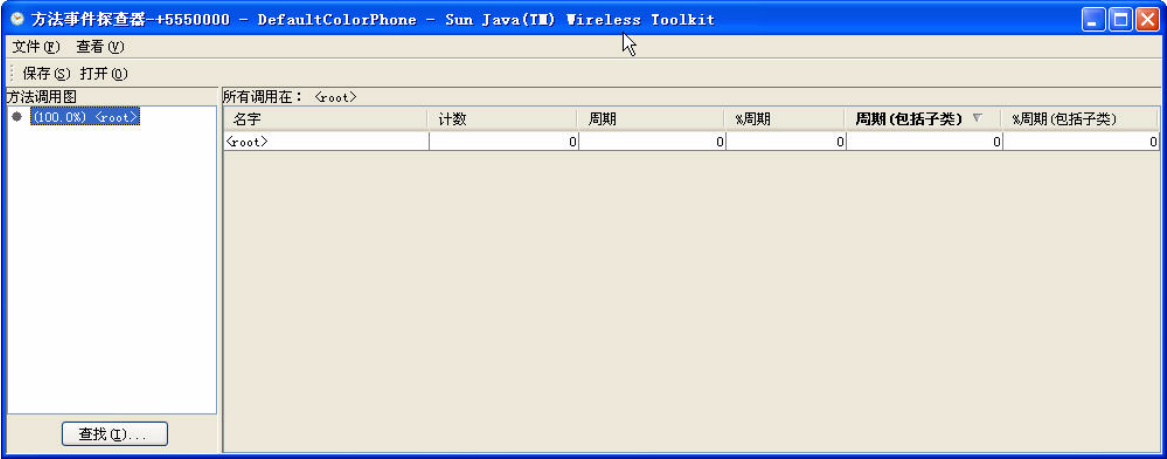 方法事件探查器-+5550000 - DefaultColorPhone - Sun Java(TM) Wireless Toolkit
文件(F) 查看(V)
保存(S) 打开(O)
方法调用图
(100.0%) <root>
查找(I)...
所有调用在： <root>
名字 计数 周期 %周期 周期(包括子类) %周期(包括子类)
<root> 0 0 0 0 0